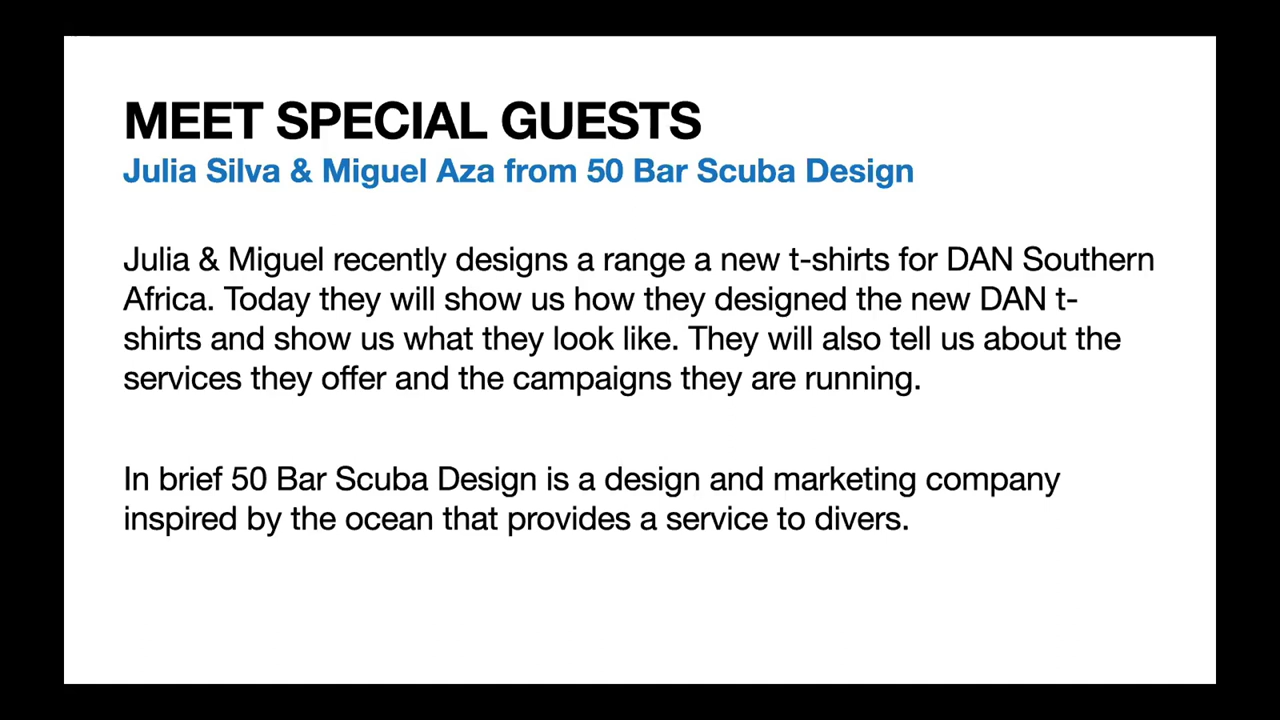 MEET SPECIAL GUESTS
Julia Silva & Miguel Aza from 50 Bar Scuba Design
Julia & Miguel recently designs a range a new t-shirts for DAN Southern
Africa. Today they will show us how they designed the new DAN t-
shirts and show us what they look like. They will also tell us about the
services they offer and the campaigns they are running.
In brief 50 Bar Scuba Design is a design and marketing company
inspired by the ocean that provides a service to divers.